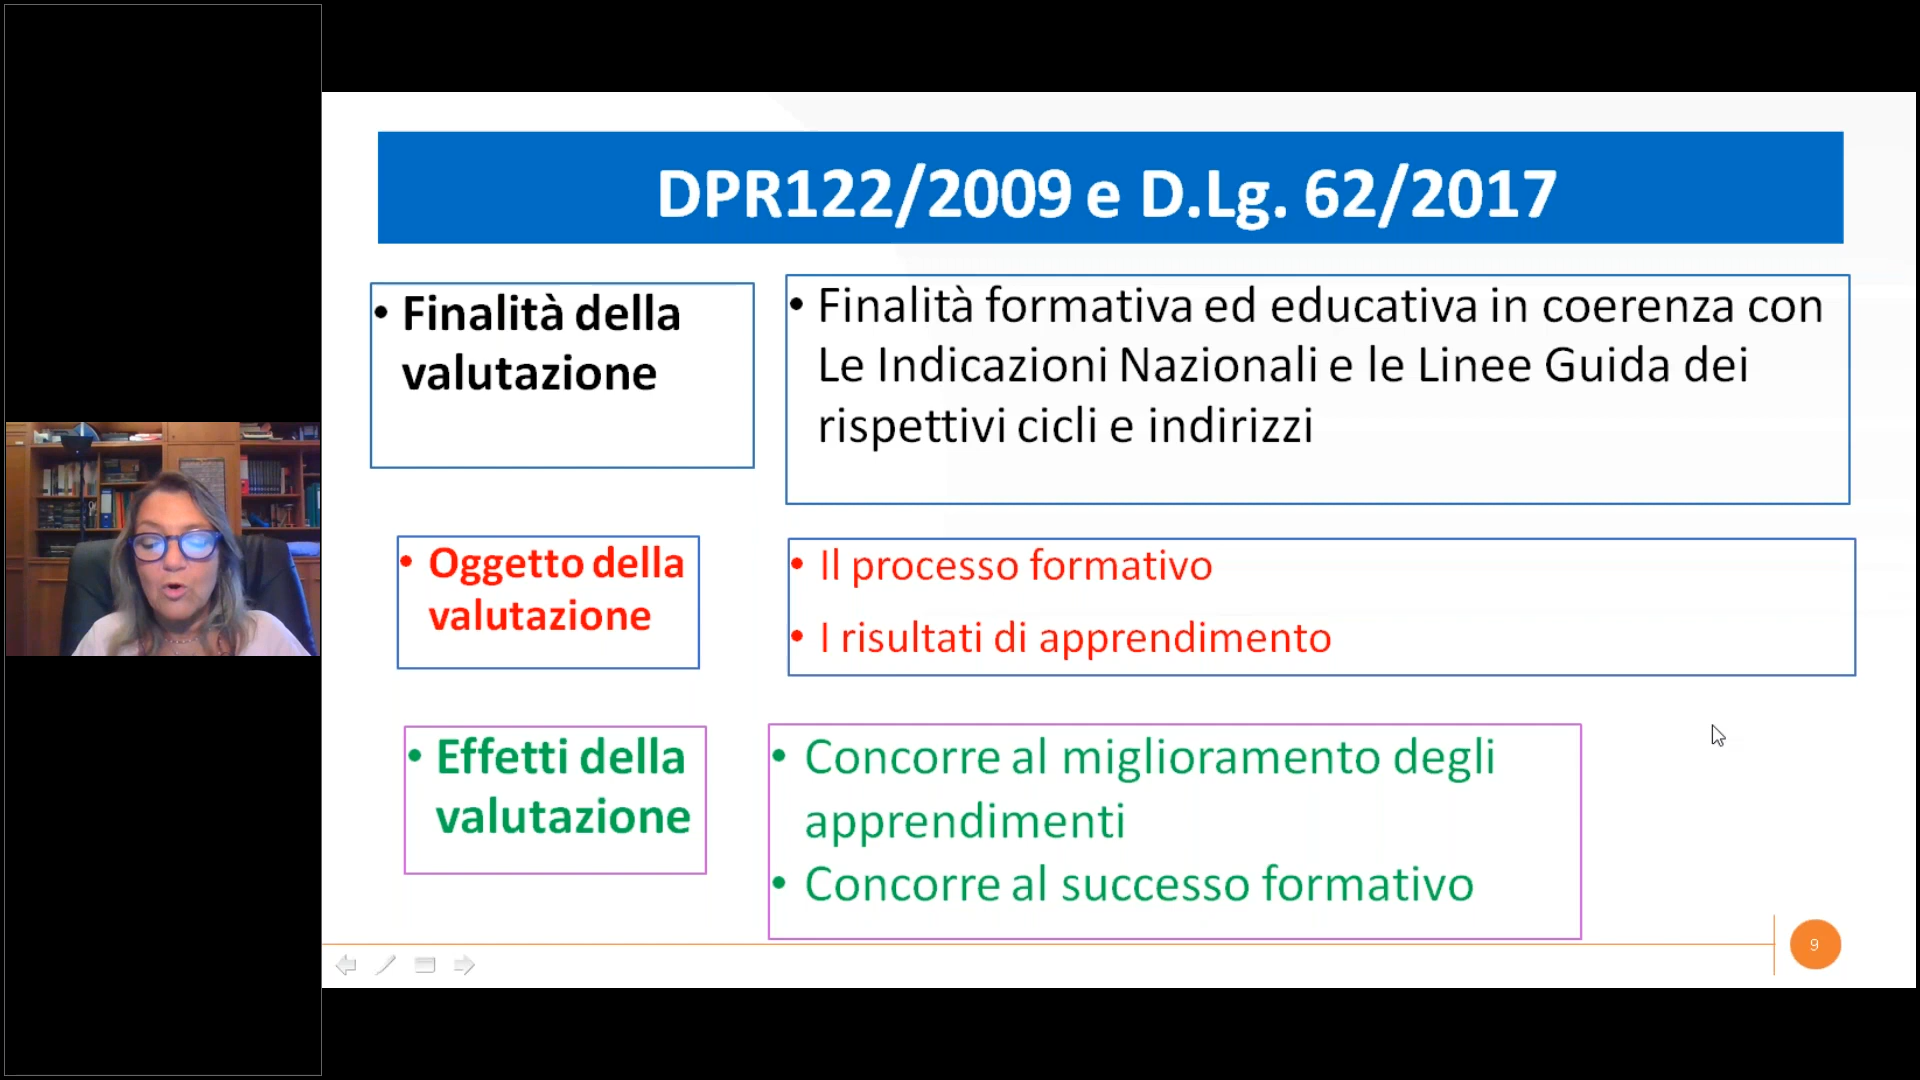 DPR122/2009 e D.Lg. 62/2017
• Finalità della
valutazione
• Finalità formativa ed educativa in coerenza con
Le Indicazioni Nazionali e le Linee Guida dei
rispettivi cicli e indirizzi
• Oggetto della
valutazione
• Il processo formativo
• I risultati di apprendimento
• Effetti della
valutazione
• Concorre al miglioramento degli
apprendimenti
• Concorre al successo formativo
9